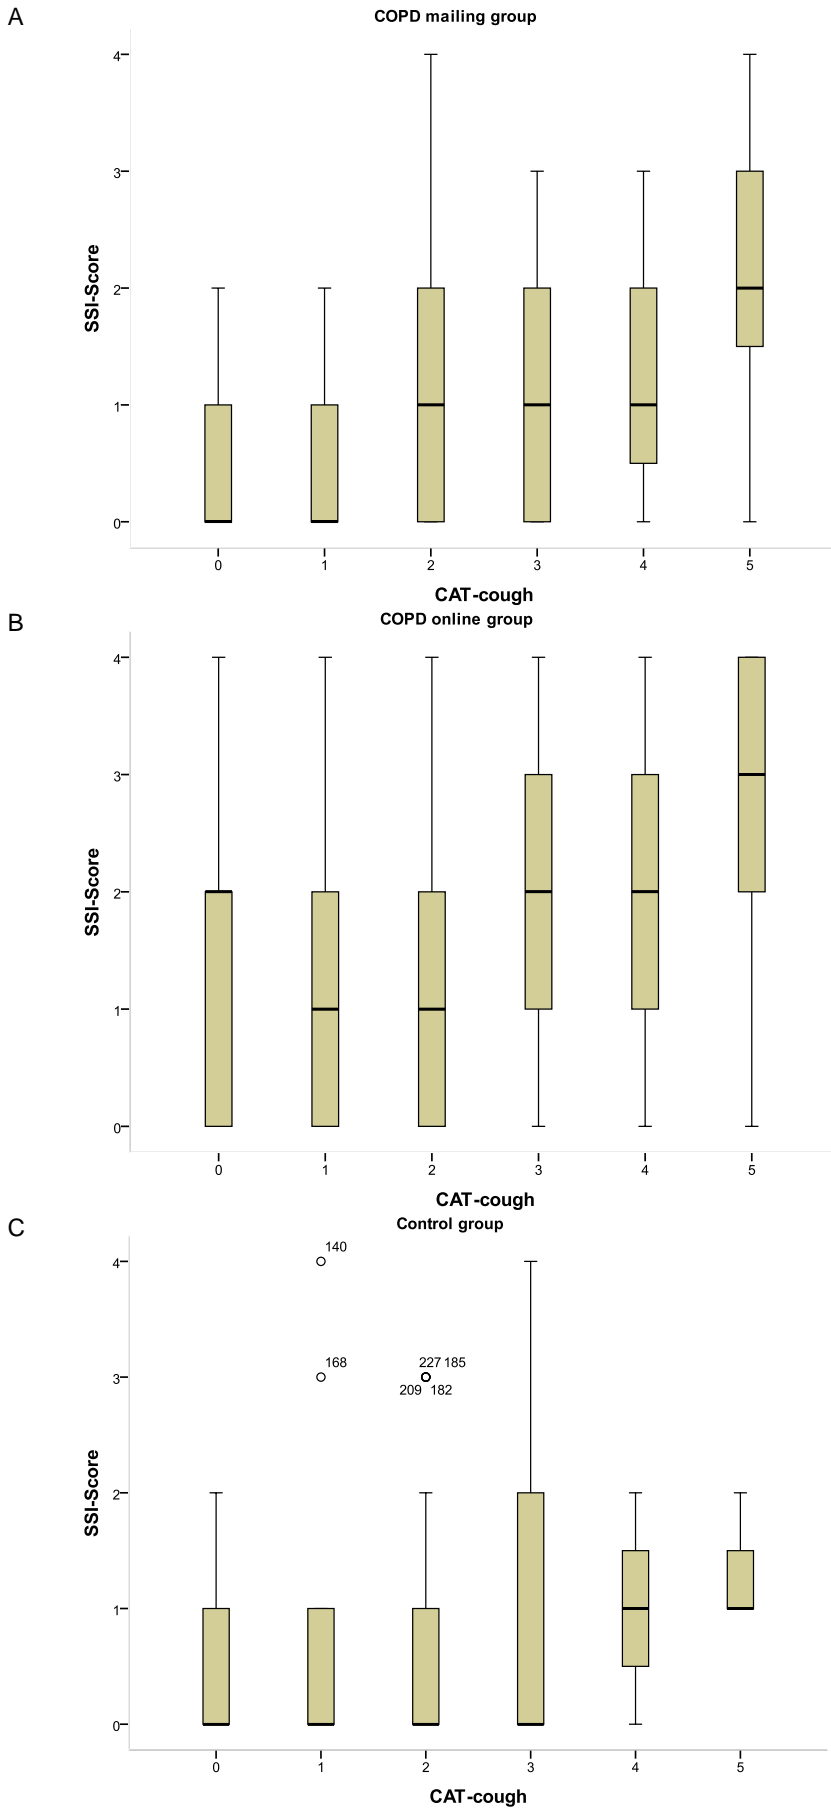 A
COPD mailing group
4
3
2
1
0
SSI-Score
0 1 2 3 4 5
CAT-cough
B
COPD online group
4
3
2
1
0
SSI-Score
0 1 2 3 4 5
CAT-cough
C
Control group
140
4
168
227 185
3
209 182
2
1
0
SSI-Score
0 1 2 3 4 5
CAT-cough